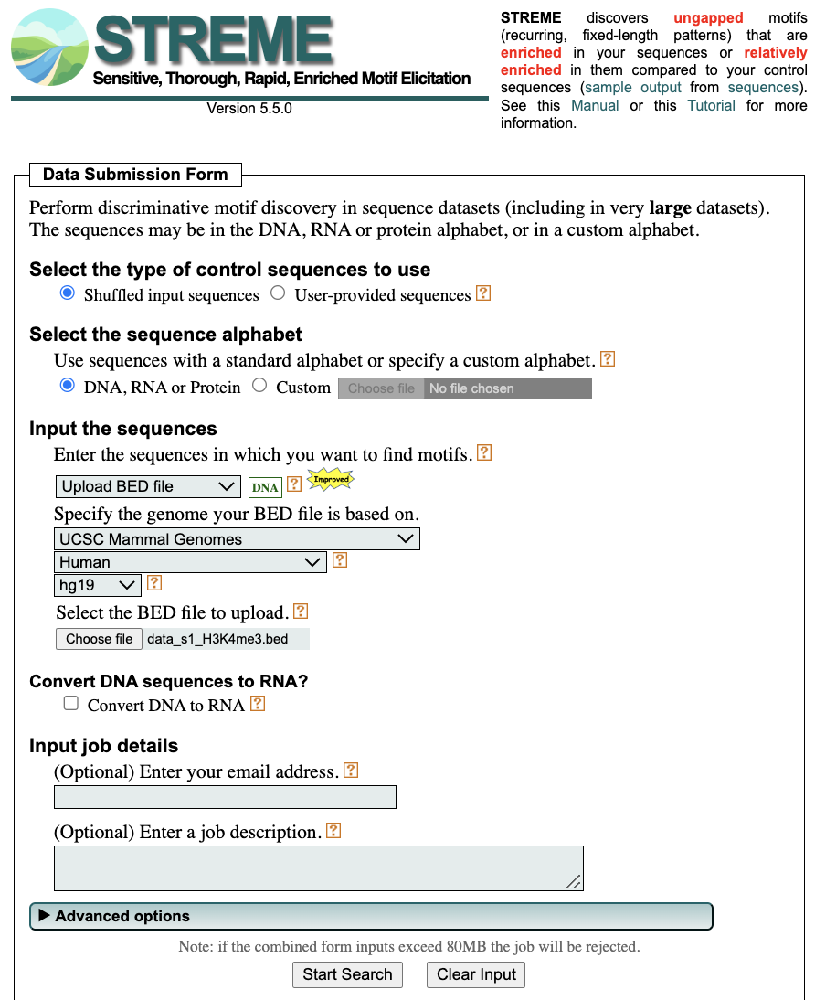 STREME
Sensitive, Thorough, Rapid, Enriched Motif Elicitation
Version 5.5.0
STREME discovers ungapped motifs
(recurring, fixed-length patterns) that are
enriched in your sequences or relatively
enriched in them compared to your control
sequences (sample output from sequences).
See this Manual or this Tutorial for more
information.
Data Submission Form
Perform discriminative motif discovery in sequence datasets (including in very large datasets).
The sequences may be in the DNA, RNA or protein alphabet, or in a custom alphabet.
Select the type of control sequences to use
Shuffled input sequences User-provided sequences ?
Select the sequence alphabet
Use sequences with a standard alphabet or specify a custom alphabet. ?
DNA, RNA or Protein Custom Choose file No file chosen
Input the sequences
Enter the sequences in which you want to find motifs. ?
Upload BED file DNA ? Improved
Specify the genome your BED file is based on.
UCSC Mammal Genomes
Human ?
hg19 ?
Select the BED file to upload. ?
Choose file data_s1_H3K4me3.bed
Convert DNA sequences to RNA?
Convert DNA to RNA ?
Input job details
(Optional) Enter your email address. ?
(Optional) Enter a job description. ?
Advanced options
Note: if the combined form inputs exceed 80MB the job will be rejected.
Start Search Clear Input